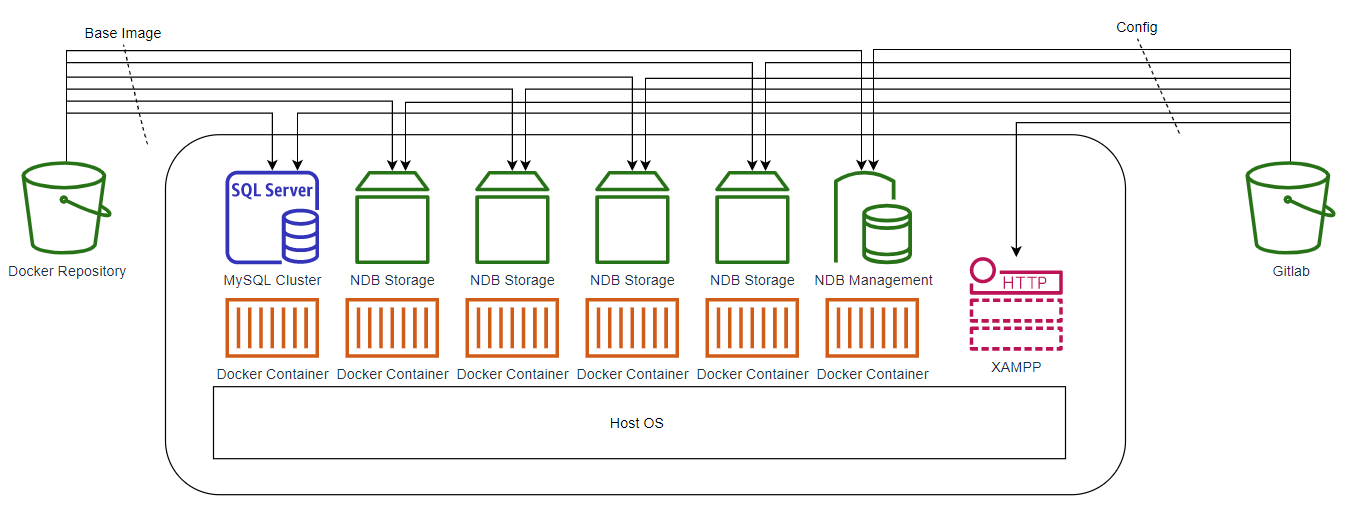 Base Image
Config
SQL Server
Docker Repository
MySQL Cluster
NDB Storage
NDB Storage
NDB Storage
NDB Storage
NDB Management
HTTP
Gitlab
XAMPP
Docker Container
Docker Container
Docker Container
Docker Container
Docker Container
Docker Container
Host OS